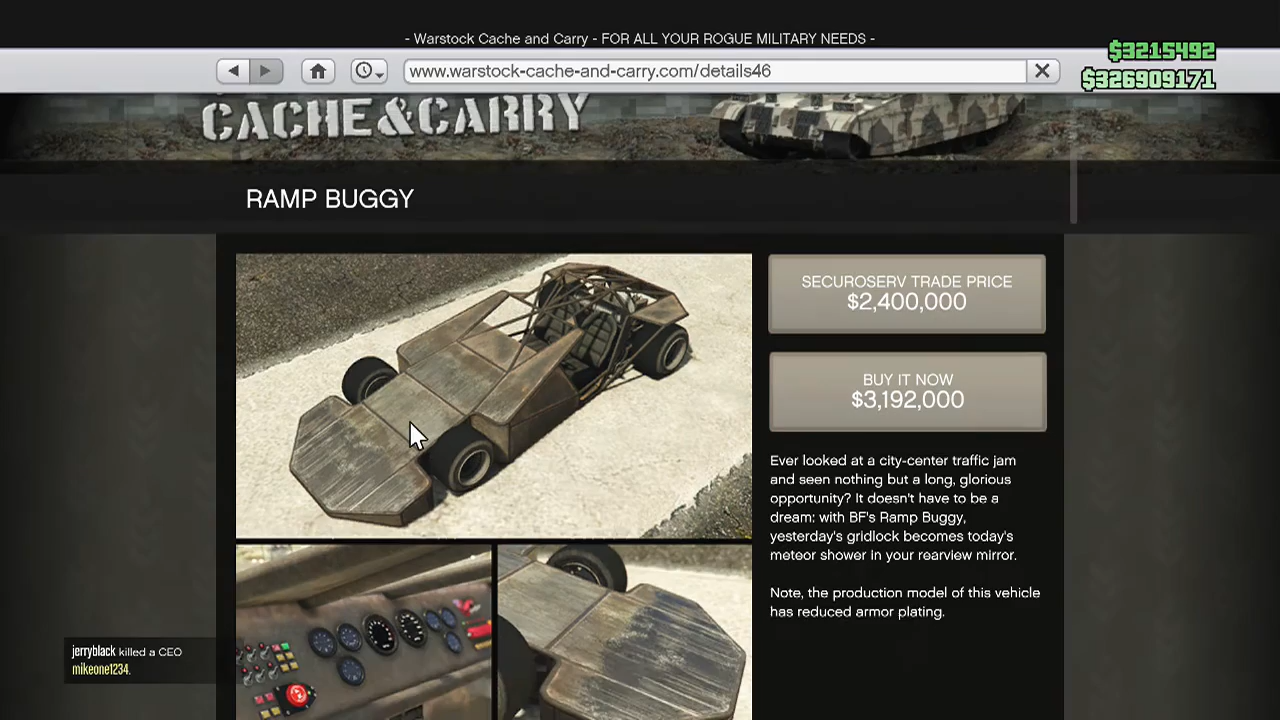 - Warstock Cache and Carry - FOR ALL YOUR ROGUE MILITARY NEEDS -
$3215492
www.warstock-cache-and-carry.com/details46
$326909171
CACHE&CARRY
RAMP BUGGY
SECUROSERV TRADE PRICE
$2,400,000
BUY IT NOW
$3,192,000
Ever looked at a city-center traffic jam
and seen nothing but a long, glorious
opportunity? It doesn't have to be a
dream: with BF's Ramp Buggy,
yesterday's gridlock becomes today's
meteor shower in your rearview mirror.
Note, the production model of this vehicle
has reduced armor plating.
jerryblack killed a CEO
mikeone1234.